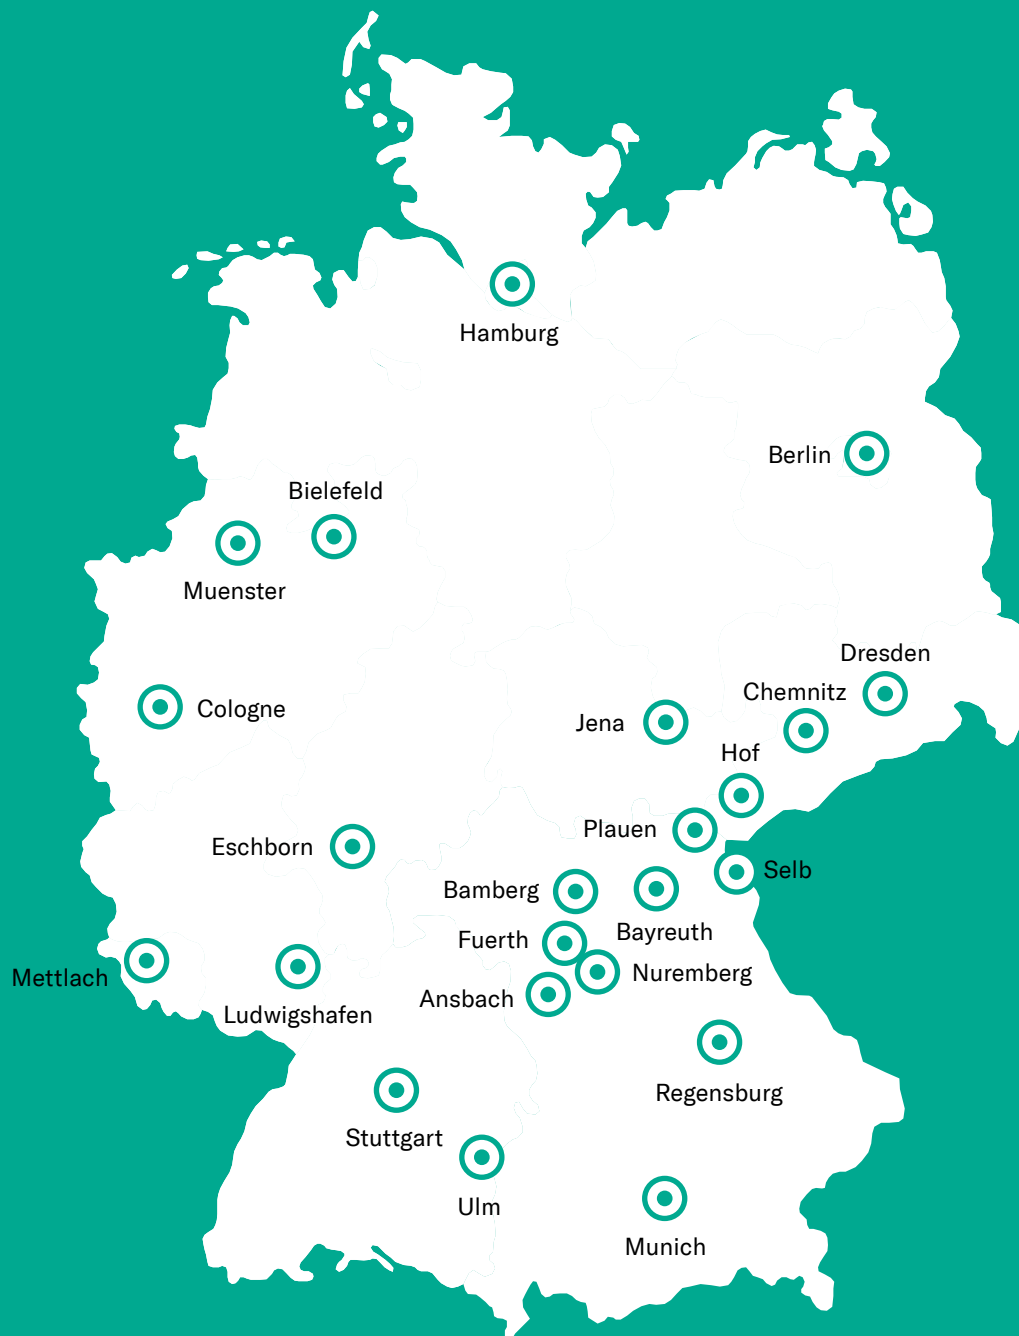 Hamburg
Berlin
Bielefeld
Muenster
Dresden
Chemnitz
Cologne
Jena
Hof
Plauen
Eschborn
Selb
Bamberg
Bayreuth
Fuerth
Nuremberg
Mettlach
Ansbach
Ludwigshafen
Regensburg
Stuttgart
Ulm
Munich